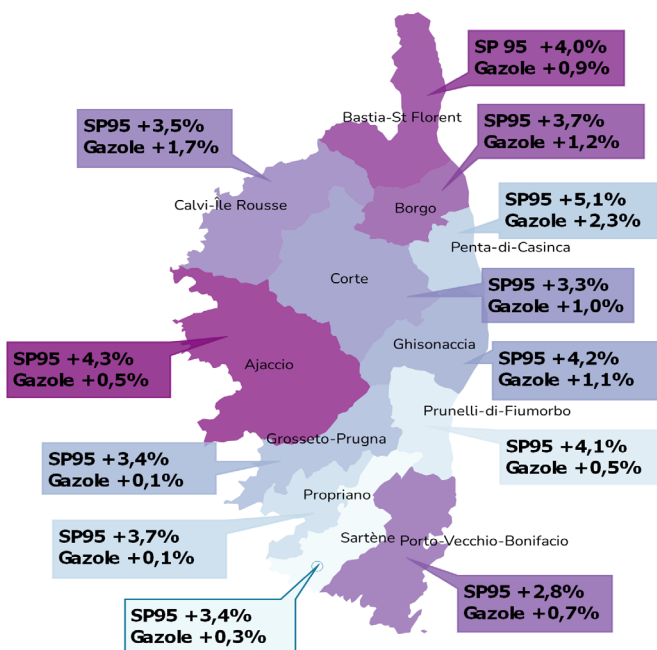 SP 95 +4,0%
Gazole +0,9%
Bastia-St Florent
SP95 +3,5%
Gazole +1,7%
SP95 +3,7%
Gazole +1,2%
Calvi-Île Rousse
Borgo
SP95 +5,1%
Gazole +2,3%
Penta-di-Casinca
Corte
SP95 +3,3%
Gazole +1,0%
Ghisonaccia
SP95 +4,3%
Gazole +0,5%
Ajaccio
SP95 +4,2%
Gazole +1,1%
Prunelli-di-Fiumorbo
Grosseto-Prugna
SP95 +3,4%
Gazole +0,1%
SP95 +4,1%
Gazole +0,5%
Propriano
SP95 +3,7%
Gazole +0,1%
Sartène
Porto-Vecchio-Bonifacio
SP95 +3,4%
Gazole +0,3%
SP95 +2,8%
Gazole +0,7%